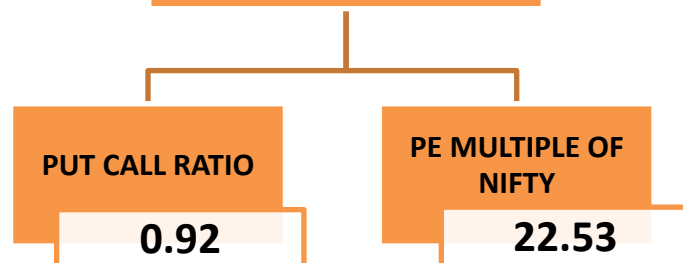 PUT CALL RATIO
0.92
PE MULTIPLE OF
NIFTY
22.53